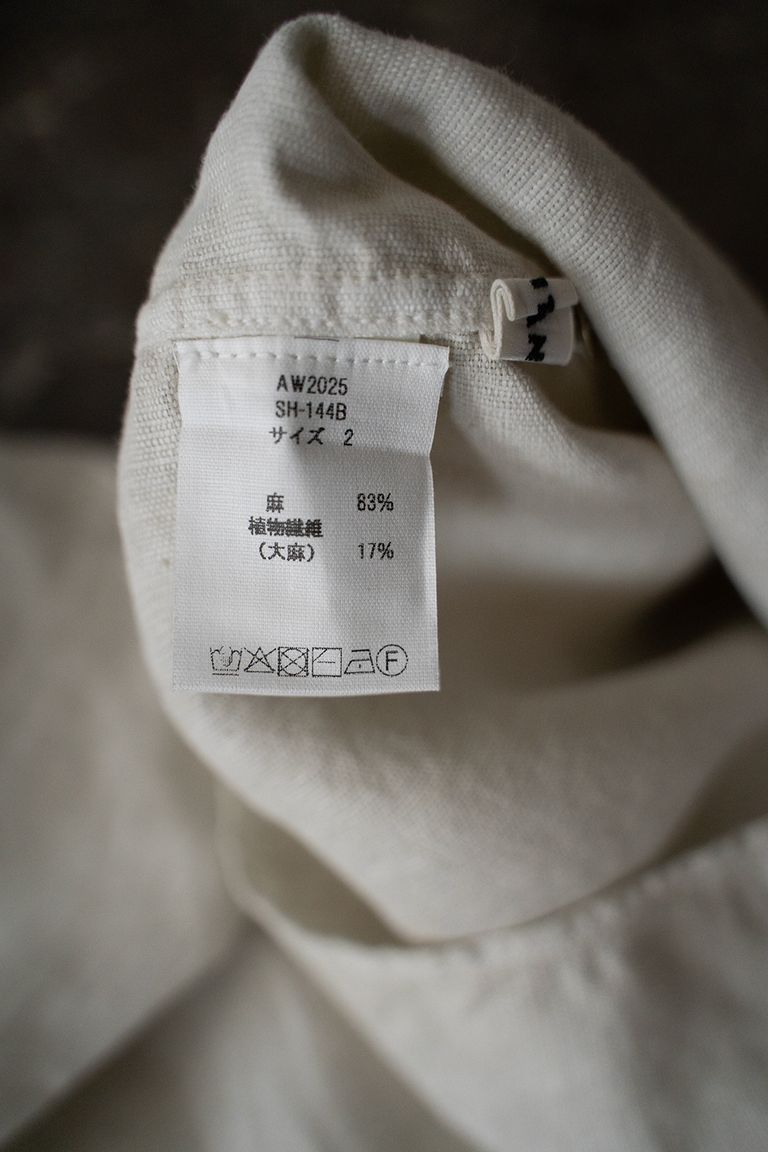 AW2025
SH-144B
サイズ 2
麻 83%
植物繊維
(大麻) 17%
F